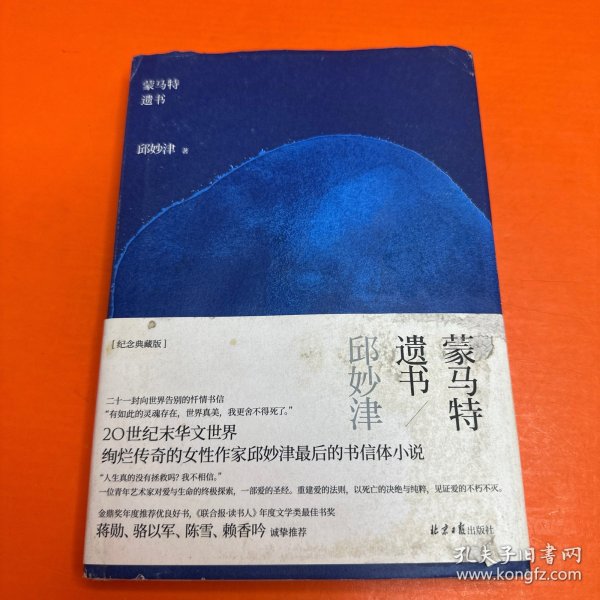 蒙马特
遗书
邱妙津 著
[纪念典藏版]
蒙马特
遗书/
邱妙津
二十一封向世界告别的忏情书信
“有如此的灵魂存在，世界真美，我更舍不得死了。”
20世纪末华文世界
绚烂传奇的女性作家邱妙津最后的书信体小说
“人生真的没有拯救吗？我不相信。”
一位青年艺术家对爱与生命的终极探索，一部爱的圣经。重建爱的法则，以死亡的决绝与纯粹，见证爱的不朽不灭。
金鼎奖年度推荐优良好书，《联合报·读书人》年度文学类最佳书奖
蒋勋、骆以军、陈雪、赖香吟 诚挚推荐
北京日报出版社
孔夫子旧书网
www.kongfz.com